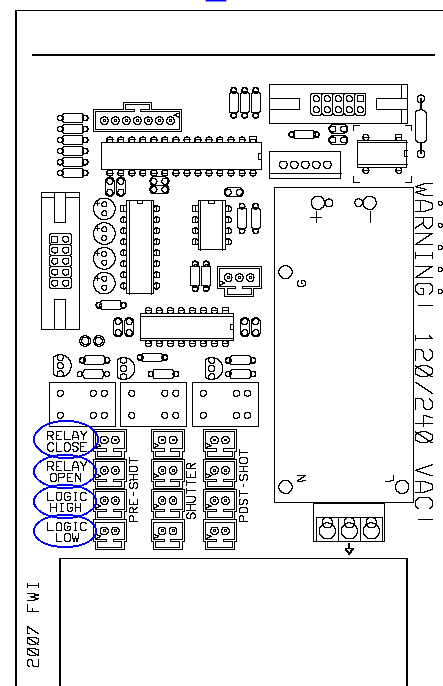 +
−
G
WARNING! 120/240 VAC!
RELAY
CLOSE
RELAY
OPEN
LOGIC
HIGH
LOGIC
LOW
PRE-SHOT
SHUTTER
POST-SHOT
N
L
2007 FWI